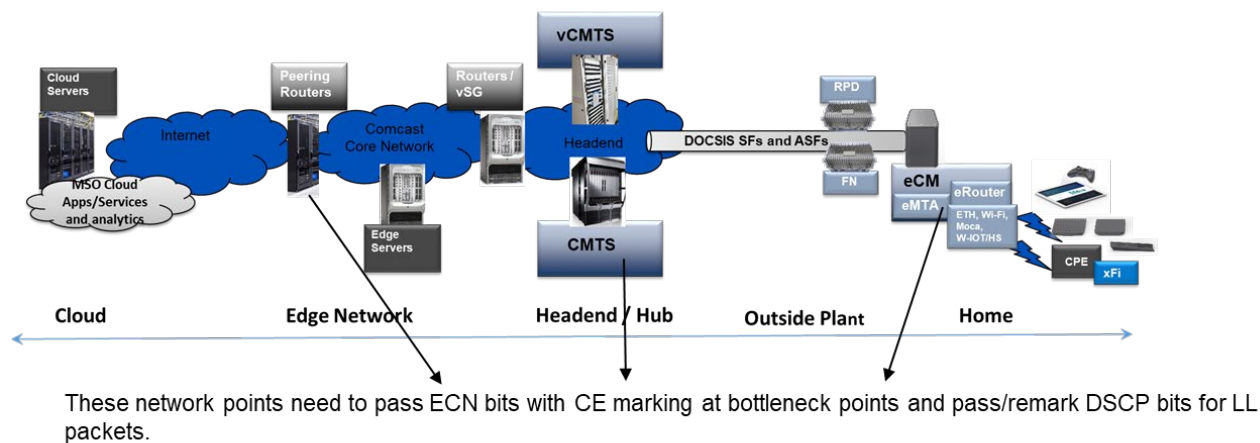 vCMTS
Cloud
Servers
Peering
Routers
Routers /
vSG
RPD
Internet
Comcast
Core Network
Headend
DOCSIS SFs and ASFs
MSO Cloud
Apps/Services
and analytics
FN
eCM
eRouter
eMTA
ETH, Wi-Fi,
Moca,
W-IOT/HS
Edge
Servers
CMTS
CPE
xFi
Cloud
Edge Network
Headend / Hub
Outside Plant
Home
These network points need to pass ECN bits with CE marking at bottleneck points and pass/remark DSCP bits for LL
packets.